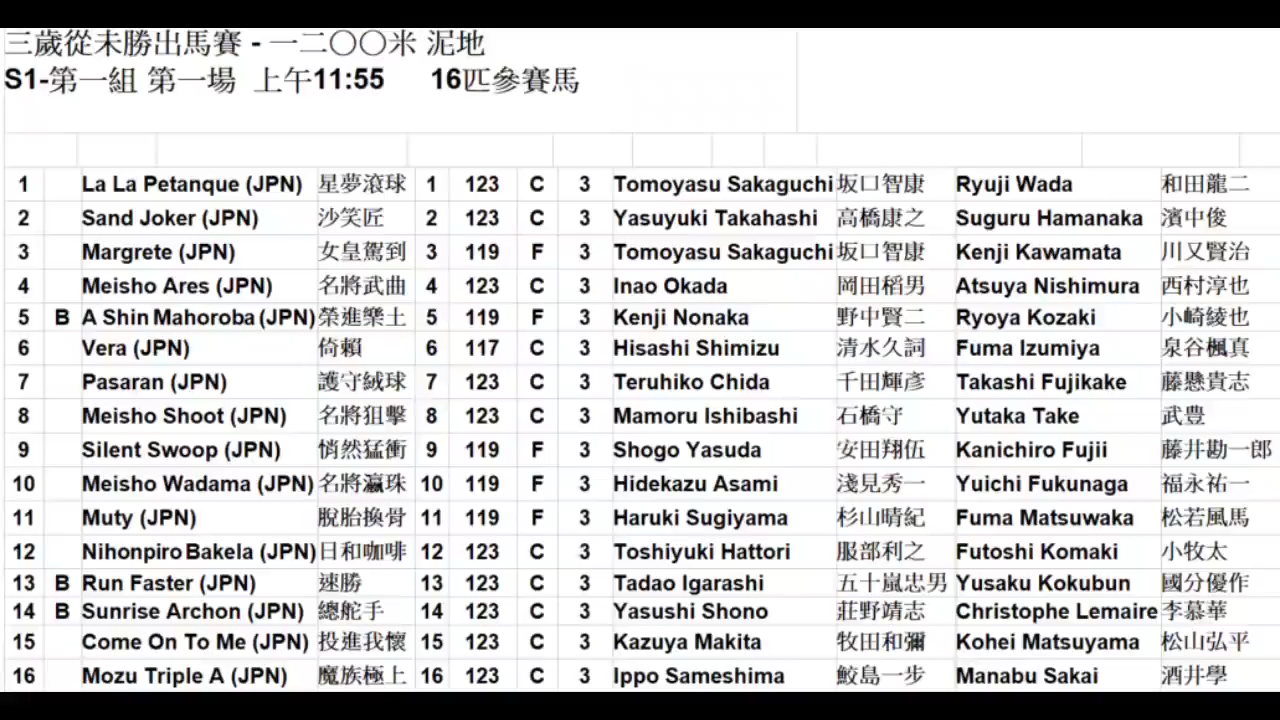 三歲從未勝出馬賽 - 一二〇〇米 泥地
S1-第一組 第一場 上午11:55 16匹參賽馬
1 La La Petanque (JPN) 星夢滾球 1 123 C 3 Tomoyasu Sakaguchi 坂口智康 Ryuji Wada 和田龍二
2 Sand Joker (JPN) 沙笑匠 2 123 C 3 Yasuyuki Takahashi 高橋康之 Suguru Hamanaka 濱中俊
3 Margrete (JPN) 女皇駕到 3 119 F 3 Tomoyasu Sakaguchi 坂口智康 Kenji Kawamata 川又賢治
4 Meisho Ares (JPN) 名將武曲 4 123 C 3 Inao Okada 岡田稻男 Atsuya Nishimura 西村淳也
5 B A Shin Mahoroba (JPN) 榮進樂土 5 119 F 3 Kenji Nonaka 野中賢二 Ryoya Kozaki 小崎綾也
6 Vera (JPN) 倚賴 6 117 C 3 Hisashi Shimizu 清水久詞 Fuma Izumiya 泉谷楓真
7 Pasaran (JPN) 護守絨球 7 123 C 3 Teruhiko Chida 千田輝彥 Takashi Fujikake 藤懸貴志
8 Meisho Shoot (JPN) 名將狙擊 8 123 C 3 Mamoru Ishibashi 石橋守 Yutaka Take 武豊
9 Silent Swoop (JPN) 悄然猛衝 9 119 F 3 Shogo Yasuda 安田翔伍 Kanichiro Fujii 藤井勘一郎
10 Meisho Wadama (JPN) 名將瀛珠 10 119 F 3 Hidekazu Asami 淺見秀一 Yuichi Fukunaga 福永祐一
11 Muty (JPN) 脫胎換骨 11 119 F 3 Haruki Sugiyama 杉山晴紀 Fuma Matsuwaka 松若風馬
12 Nihonpiro Bakela (JPN) 日和咖啡 12 123 C 3 Toshiyuki Hattori 服部利之 Futoshi Komaki 小牧太
13 B Run Faster (JPN) 速勝 13 123 C 3 Tadao Igarashi 五十嵐忠男 Yusaku Kokubun 國分優作
14 B Sunrise Archon (JPN) 總舵手 14 123 C 3 Yasushi Shono 莊野靖志 Christophe Lemaire 李慕華
15 Come On To Me (JPN) 投進我懷 15 123 C 3 Kazuya Makita 牧田和彌 Kohei Matsuyama 松山弘平
16 Mozu Triple A (JPN) 魔族極上 16 123 C 3 Ippo Sameshima 鮫島一步 Manabu Sakai 酒井學